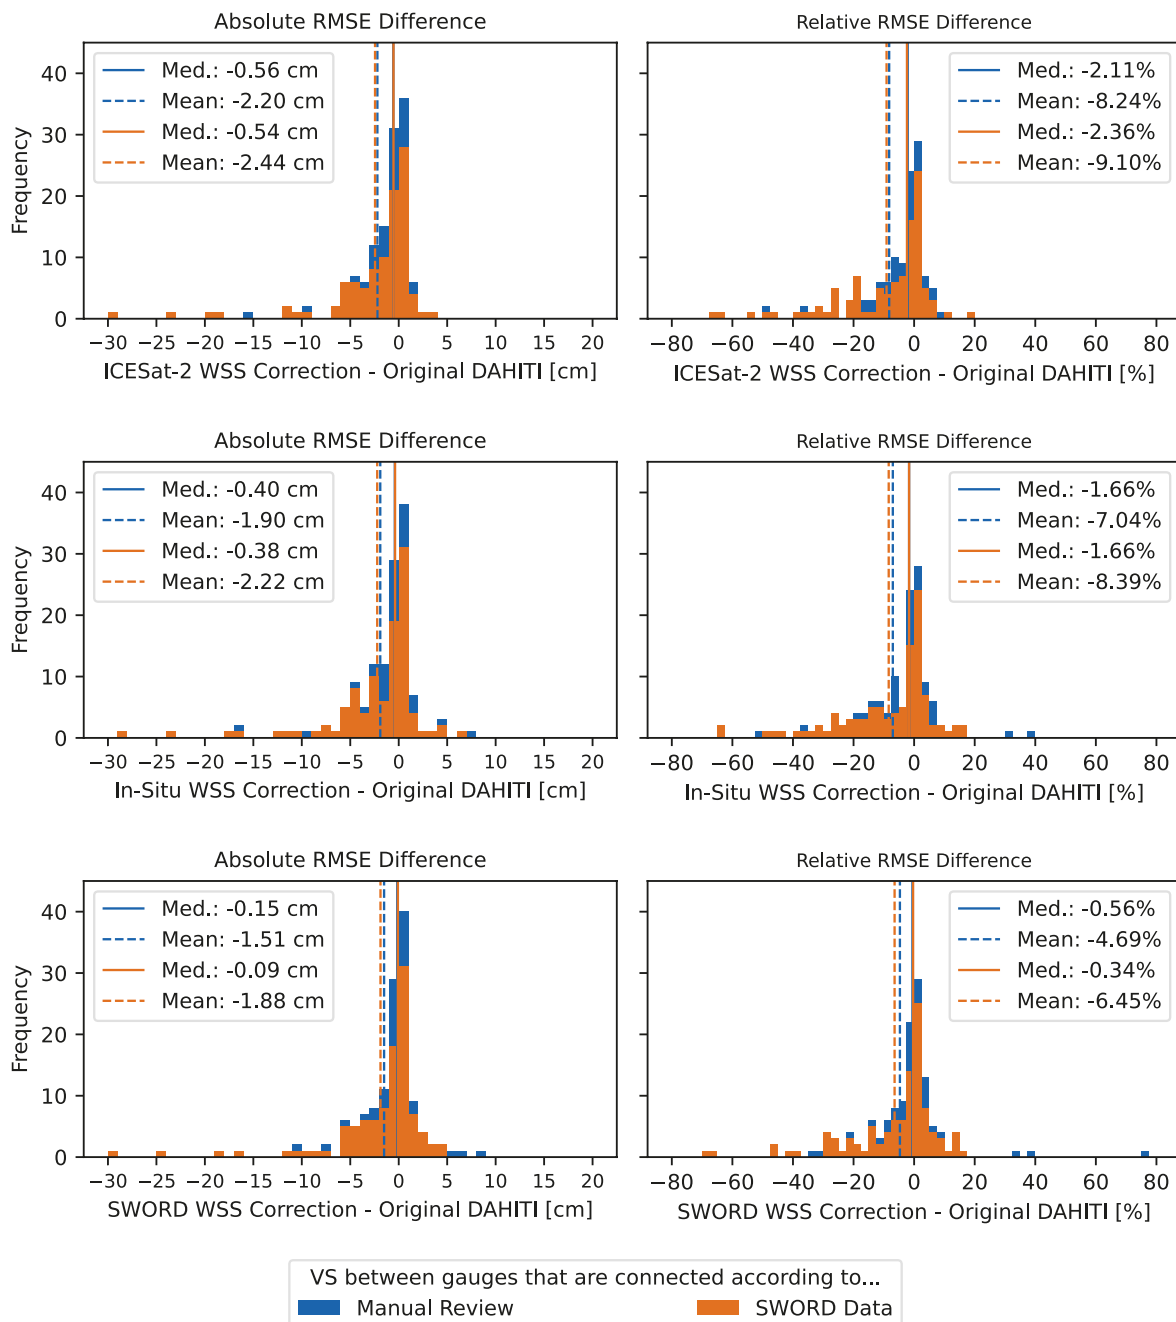 Absolute RMSE Difference
Relative RMSE Difference
Frequency
40
30
20
10
0
Med.: -0.56 cm
Mean: -2.20 cm
Med.: -0.54 cm
Mean: -2.44 cm
Med.: -2.11%
Mean: -8.24%
Med.: -2.36%
Mean: -9.10%
−30 −25 −20 −15 −10 −5 0 5 10 15 20
−80 −60 −40 −20 0 20 40 60 80
ICESat-2 WSS Correction - Original DAHITI [cm]
ICESat-2 WSS Correction - Original DAHITI [%]
Absolute RMSE Difference
Relative RMSE Difference
Frequency
40
30
20
10
0
Med.: -0.40 cm
Mean: -1.90 cm
Med.: -0.38 cm
Mean: -2.22 cm
Med.: -1.66%
Mean: -7.04%
Med.: -1.66%
Mean: -8.39%
−30 −25 −20 −15 −10 −5 0 5 10 15 20
−80 −60 −40 −20 0 20 40 60 80
In-Situ WSS Correction - Original DAHITI [cm]
In-Situ WSS Correction - Original DAHITI [%]
Absolute RMSE Difference
Relative RMSE Difference
Frequency
40
30
20
10
0
Med.: -0.15 cm
Mean: -1.51 cm
Med.: -0.09 cm
Mean: -1.88 cm
Med.: -0.56%
Mean: -4.69%
Med.: -0.34%
Mean: -6.45%
−30 −25 −20 −15 −10 −5 0 5 10 15 20
−80 −60 −40 −20 0 20 40 60 80
SWORD WSS Correction - Original DAHITI [cm]
SWORD WSS Correction - Original DAHITI [%]
VS between gauges that are connected according to...
Manual Review
SWORD Data